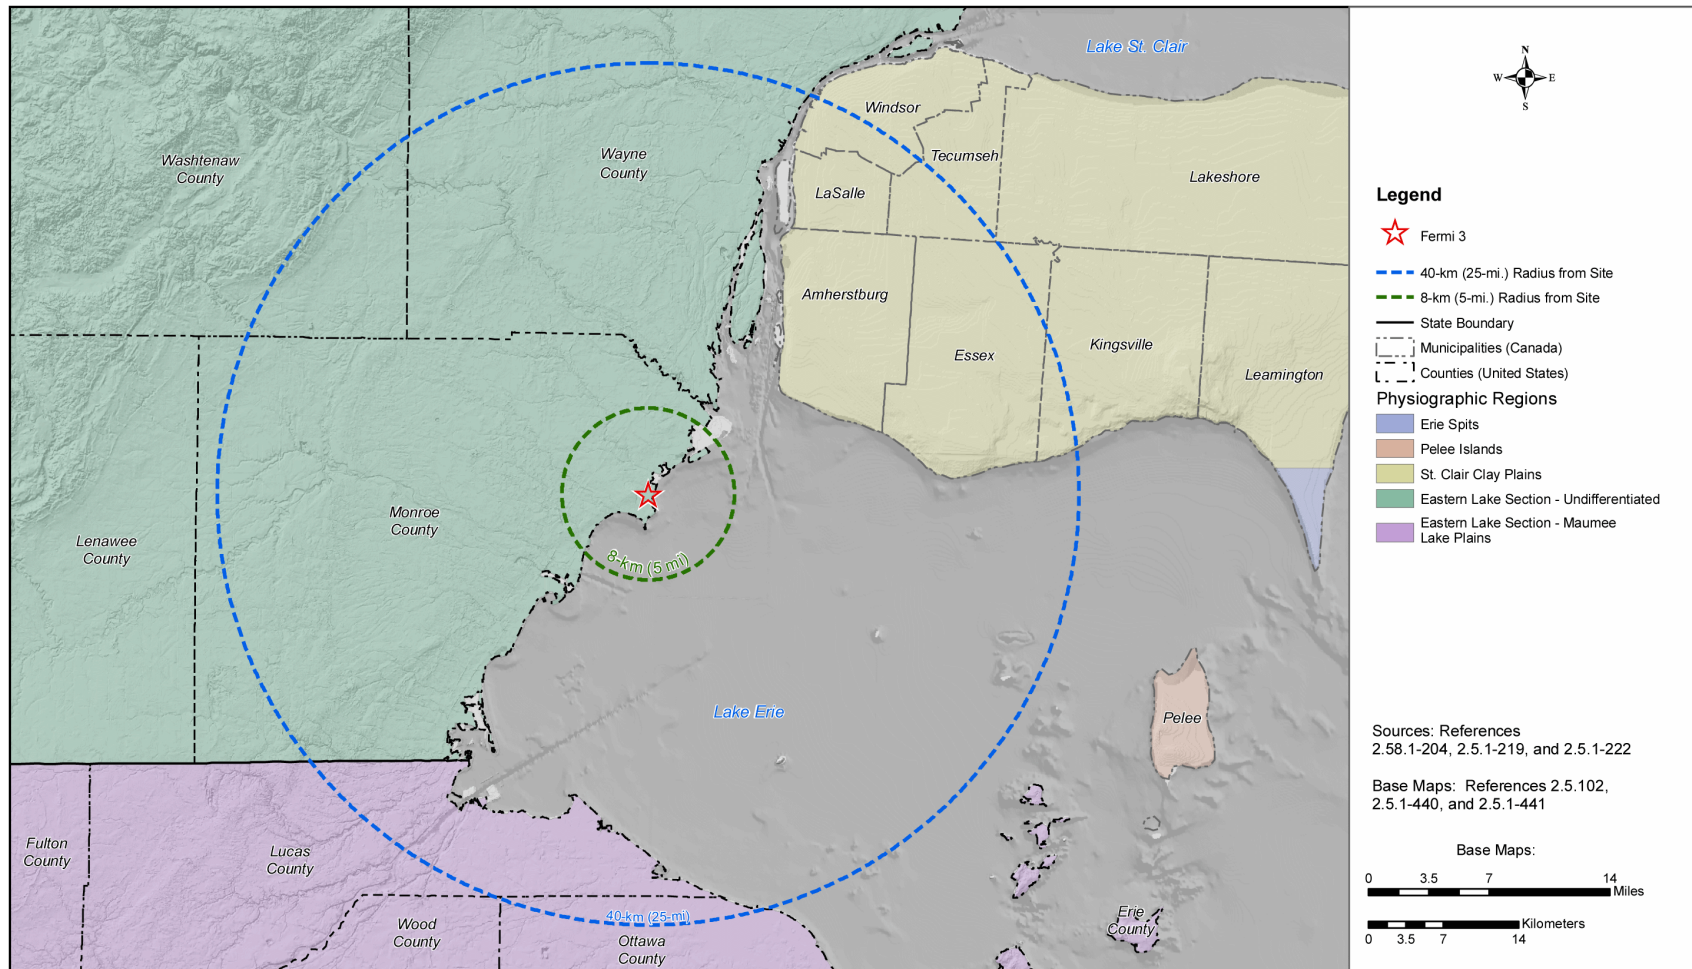 Lake St. Clair
Windsor
Tecumseh
Lakeshore
LaSalle
Washtenaw
County
Wayne
County
Amherstburg
Essex
Kingsville
Leamington
Monroe
County
Lenawee
County
8-km (5 mi)
Lake Erie
Pelee
Fulton
County
Lucas
County
Wood
County
40-km (25-mi)
Ottawa
County
Erie
County
N
W
E
S
Legend
Fermi 3
40-km (25-mi.) Radius from Site
8-km (5-mi.) Radius from Site
State Boundary
Municipalities (Canada)
Counties (United States)
Physiographic Regions
Erie Spits
Pelee Islands
St. Clair Clay Plains
Eastern Lake Section - Undifferentiated
Eastern Lake Section - Maumee
Lake Plains
Sources: References
2.58.1-204, 2.5.1-219, and 2.5.1-222
Base Maps: References 2.5.102,
2.5.1-440, and 2.5.1-441
Base Maps:
0 3.5 7 14
Miles
Kilometers
0 3.5 7 14